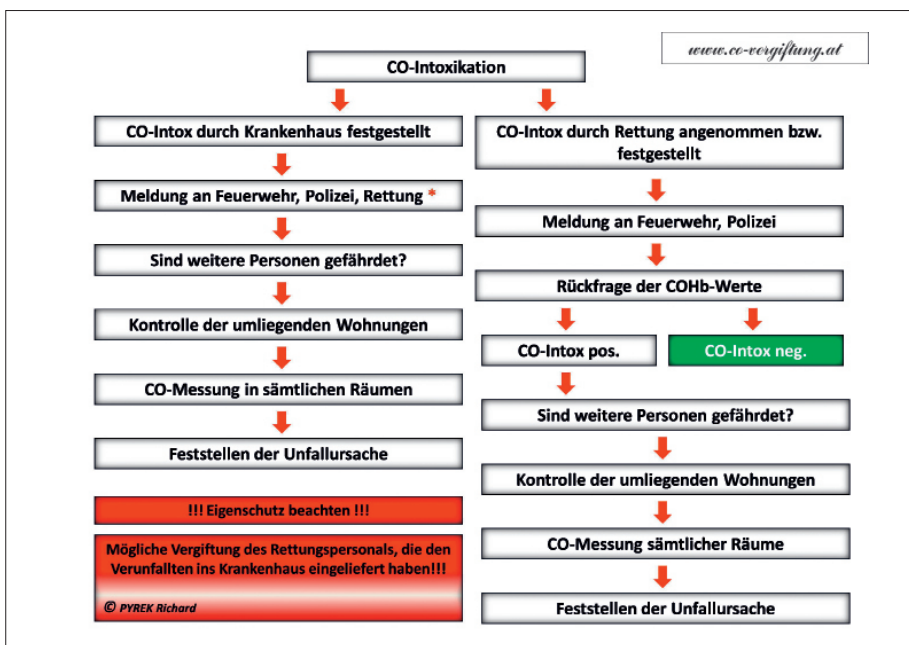 www.co-vergiftung.at
CO-Intoxikation
CO-Intox durch Krankenhaus festgestellt
Meldung an Feuerwehr, Polizei, Rettung *
Sind weitere Personen gefährdet?
Kontrolle der umliegenden Wohnungen
CO-Messung in sämtlichen Räumen
Feststellen der Unfallursache
!!! Eigenschutz beachten !!!
Mögliche Vergiftung des Rettungspersonals, die den
Verunfallten ins Krankenhaus eingeliefert haben!!!
© PYREK Richard
CO-Intox durch Rettung angenommen bzw.
festgestellt
Meldung an Feuerwehr, Polizei
Rückfrage der COHb-Werte
CO-Intox pos.
CO-Intox neg.
Sind weitere Personen gefährdet?
Kontrolle der umliegenden Wohnungen
CO-Messung sämtlicher Räume
Feststellen der Unfallursache